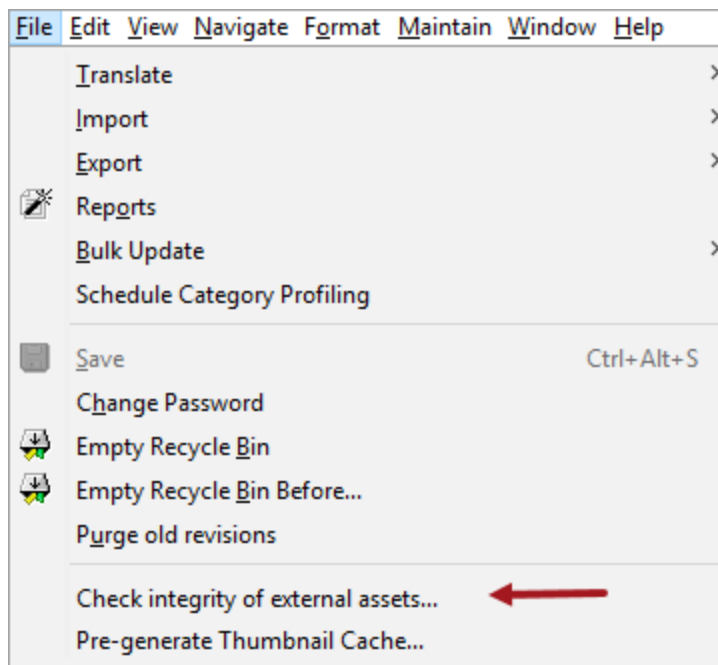 File Edit View Navigate Format Maintain Window Help
Translate
Import
Export
Reports
Bulk Update
Schedule Category Profiling
Save Ctrl+Alt+S
Change Password
Empty Recycle Bin
Empty Recycle Bin Before...
Purge old revisions
Check integrity of external assets...
Pre-generate Thumbnail Cache...